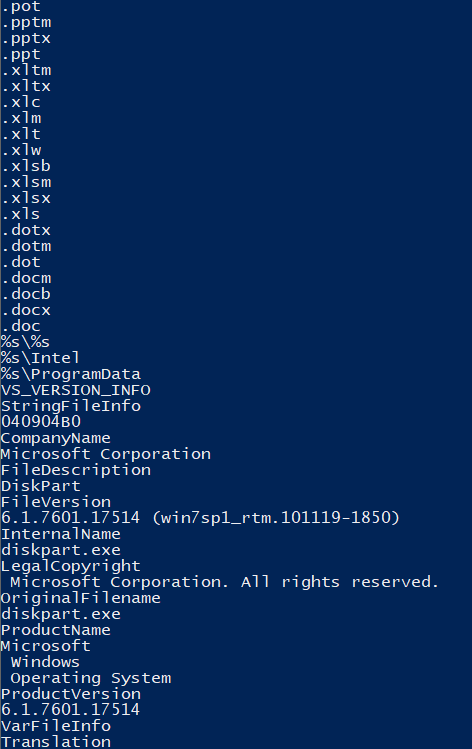 .pot
.pptm
.pptx
.ppt
.xltm
.xltx
.xlc
.xlm
.xlt
.xlw
.xlsb
.xlsm
.xlsx
.xls
.dotx
.dotm
.dot
.docm
.docb
.docx
.doc
%s\%s
%s\Intel
%s\ProgramData
VS_VERSION_INFO
StringFileInfo
040904B0
CompanyName
Microsoft Corporation
FileDescription
DiskPart
FileVersion
6.1.7601.17514 (win7sp1_rtm.101119-1850)
InternalName
diskpart.exe
LegalCopyright
 Microsoft Corporation. All rights reserved.
OriginalFilename
diskpart.exe
ProductName
Microsoft
 Windows
 Operating System
ProductVersion
6.1.7601.17514
VarFileInfo
Translation